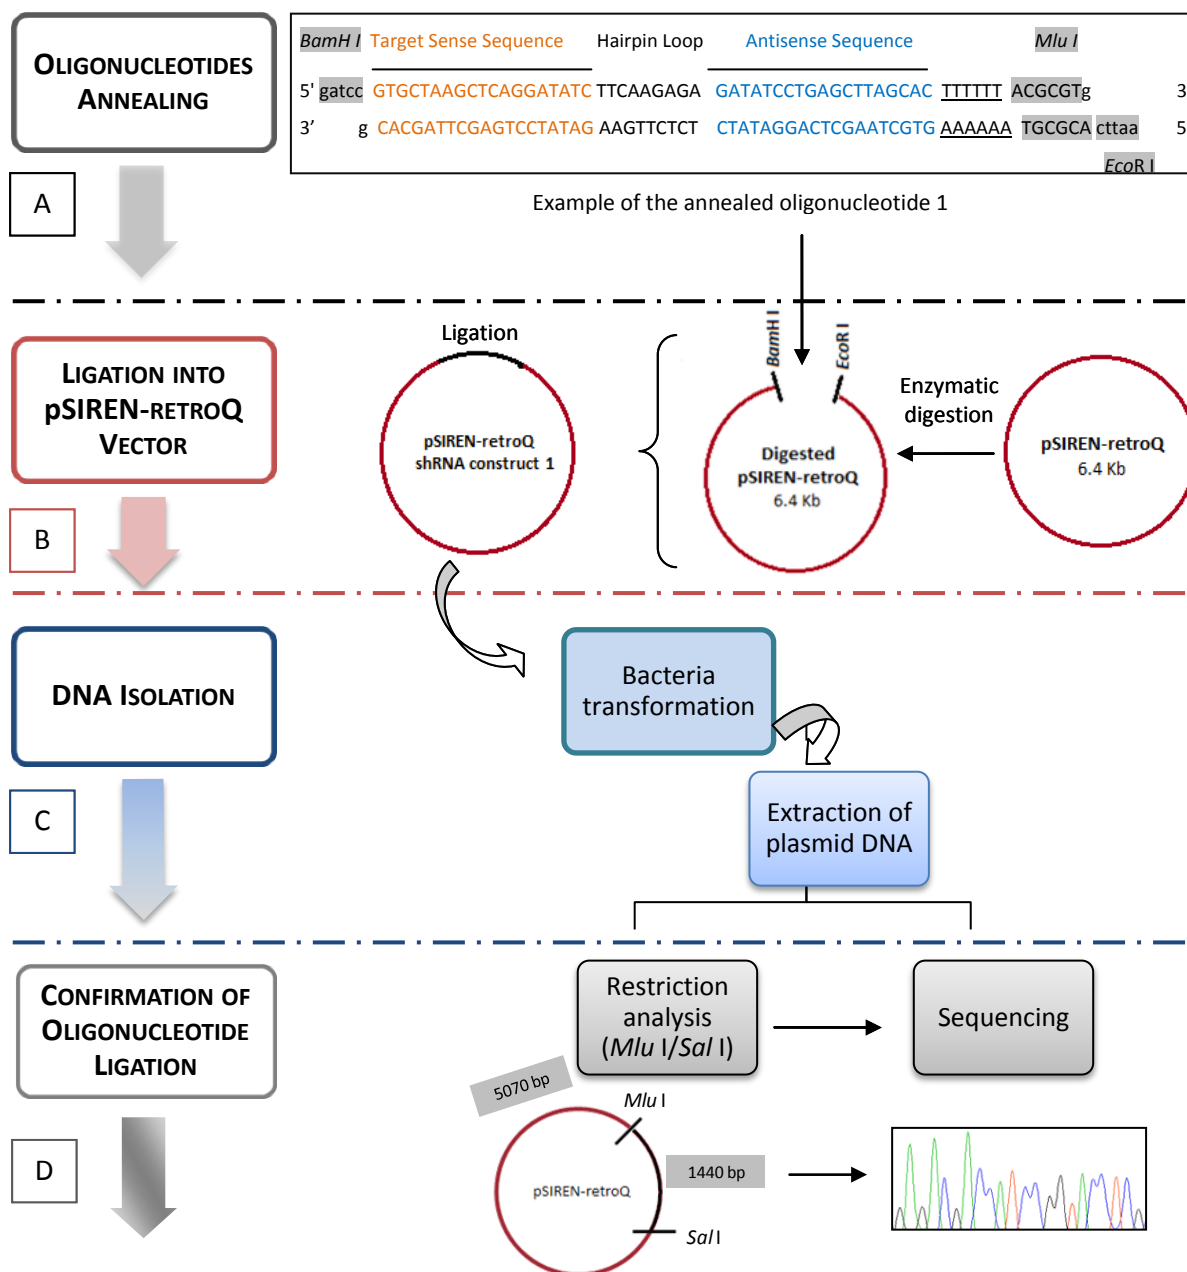 OLIGONUCLEOTIDES
ANNEALING
BamH I Target Sense Sequence Hairpin Loop Antisense Sequence Mlu I
5' gatcc GTGCTAAGCTCAGGATATC TTCAAGAGA GATATCCTGAGCTTAGCAC TTTTTT ACGCGTg 3
3' g CACGATTCGAGTCCTATAG AAGTTCTCT CTATAGGACTCGAATCGTG AAAAAA TGCGCA cttaa 5
EcoR I
A
Example of the annealed oligonucleotide 1
LIGATION INTO
pSIREN-RETROQ
VECTOR
Ligation
pSIREN-retroQ
shRNA construct 1
BamH I
EcoR I
Digested
pSIREN-retroQ
6.4 Kb
Enzymatic
digestion
pSIREN-retroQ
6.4 Kb
B
DNA ISOLATION
Bacteria
transformation
C
Extraction of
plasmid DNA
CONFIRMATION OF
OLIGONUCLEOTIDE
LIGATION
Restriction
analysis
(Mlu I/Sal I)
Sequencing
5070 bp
Mlu I
D
pSIREN-retroQ
1440 bp
Sal I